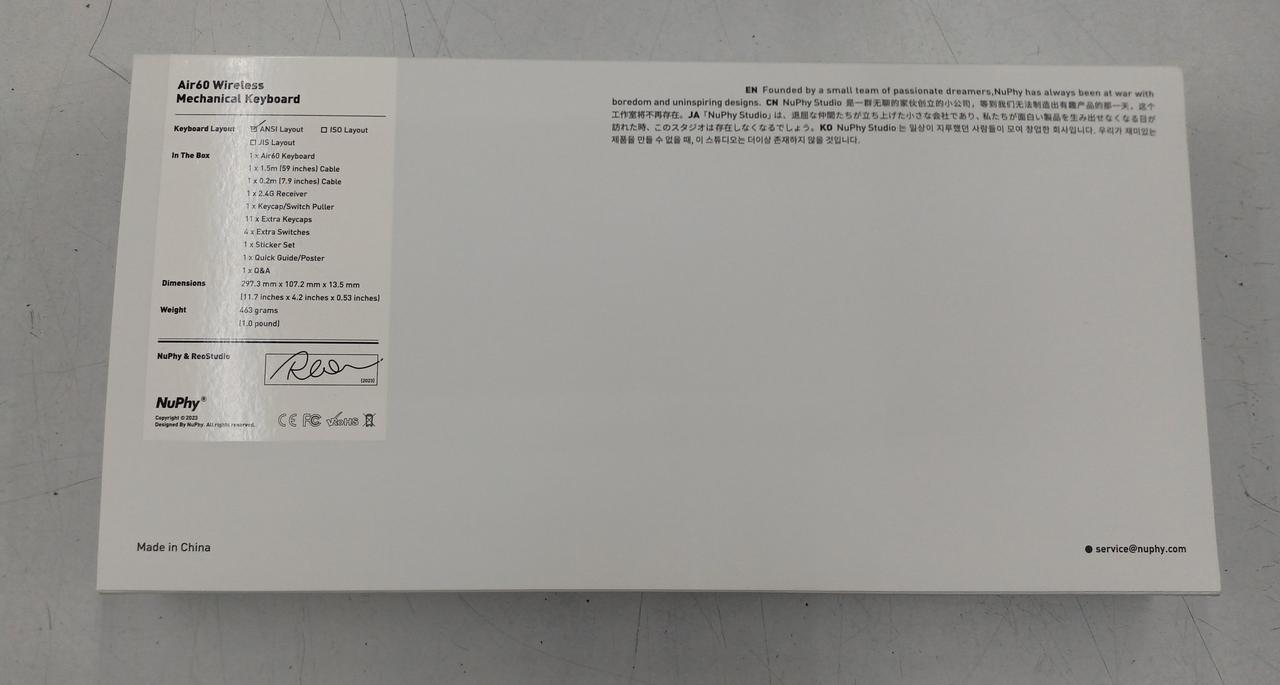 Air60 Wireless
Mechanical Keyboard
Keyboard Layout ANSI Layout ISO Layout
JIS Layout
In The Box 1 x Air60 Keyboard
1 x 1.5m (59 inches) Cable
1 x 0.2m (7.9 inches) Cable
1 x 2.4G Receiver
1 x Keycap/Switch Puller
11 x Extra Keycaps
4 x Extra Switches
1 x Sticker Set
1 x Quick Guide/Poster
1 x Q&A
Dimensions 297.3 mm x 107.2 mm x 13.5 mm
(11.7 inches x 4.2 inches x 0.53 inches)
Weight 463 grams
(1.0 pound)
NuPhy & ReoStudio
(2023)
NuPhy®
Copyright © 2023
Designed By NuPhy. All rights reserved.
CE FC RoHS
EN Founded by a small team of passionate dreamers,NuPhy has always been at war with
boredom and uninspiring designs. CN NuPhy Studio 是一群无聊的家伙创立的小公司，等到我们无法制造出有趣产品的那一天，这个
工作室将不再存在。JA「NuPhy Studio」は、退屈な仲間たちが立ち上げた小さな会社であり、私たちが面白い製品を生み出せなくなる日が
訪れた時、このスタジオは存在しなくなるでしょう。KO NuPhy Studio 는 일상이 지루했던 사람들이 모여 창업한 회사입니다. 우리가 재미있는
제품을 만들 수 없을 때, 이 스튜디오는 더이상 존재하지 않을 것입니다.
Made in China
service@nuphy.com